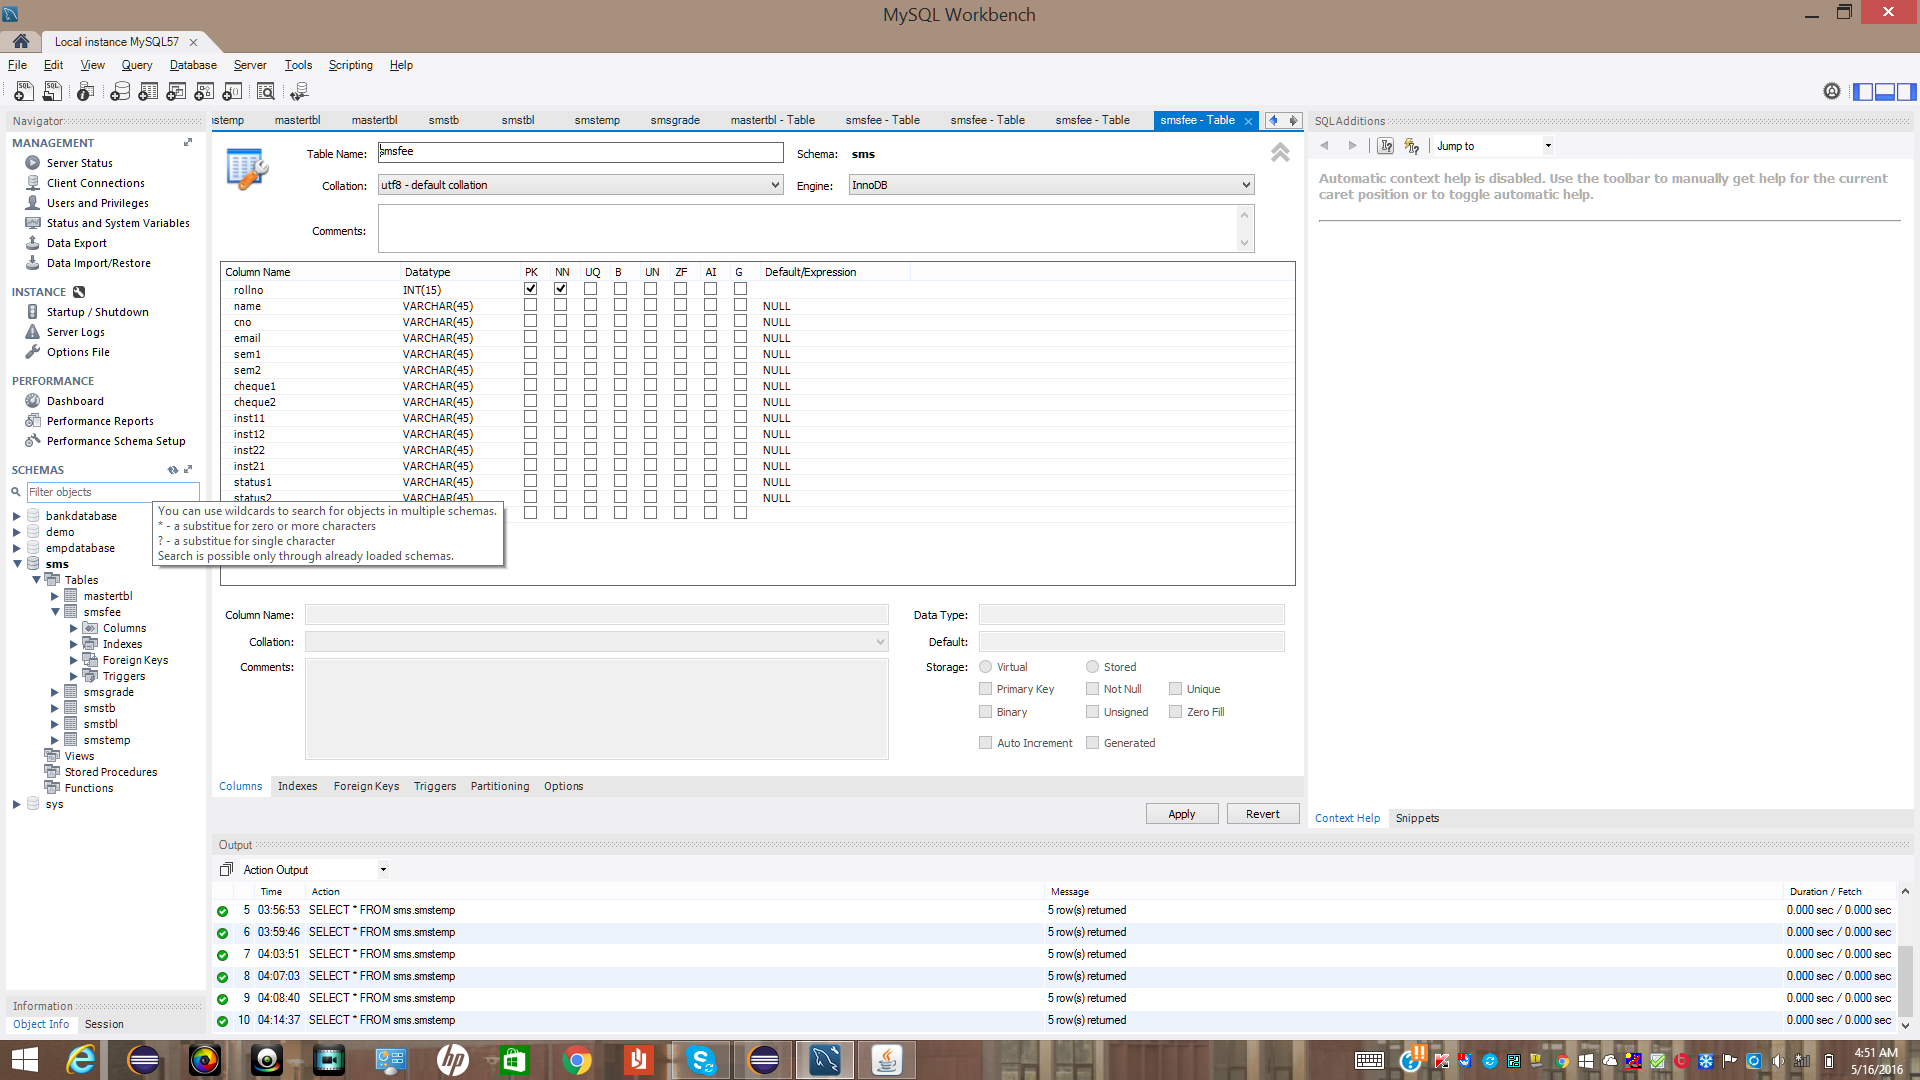 MySQL Workbench
Local instance MySQL57
File Edit View Query Database Server Tools Scripting Help
Navigator
MANAGEMENT
Server Status
Client Connections
Users and Privileges
Status and System Variables
Data Export
Data Import/Restore
INSTANCE
Startup / Shutdown
Server Logs
Options File
PERFORMANCE
Dashboard
Performance Reports
Performance Schema Setup
SCHEMAS
Filter objects
bankdatabase
demo
empdatabase
sms
Tables
mastertbl
smsfee
Columns
Indexes
Foreign Keys
Triggers
smsgrade
smstb
smstbl
smstemp
Views
Stored Procedures
Functions
sys
You can use wildcards to search for objects in multiple schemas.
* - a substitue for zero or more characters
? - a substitue for single character
Search is possible only through already loaded schemas.
Information
Object Info Session
mstemp mastertbl mastertbl smstb smstbl smstemp smsgrade mastertbl - Table smsfee - Table smsfee - Table smsfee - Table smsfee - Table
Table Name: smsfee Schema: sms
Collation: utf8 - default collation Engine: InnoDB
Comments:
Column Name Datatype PK NN UQ B UN ZF AI G Default/Expression
rollno INT(15)
name VARCHAR(45) NULL
cno VARCHAR(45) NULL
email VARCHAR(45) NULL
sem1 VARCHAR(45) NULL
sem2 VARCHAR(45) NULL
cheque1 VARCHAR(45) NULL
cheque2 VARCHAR(45) NULL
inst11 VARCHAR(45) NULL
inst12 VARCHAR(45) NULL
inst22 VARCHAR(45) NULL
inst21 VARCHAR(45) NULL
status1 VARCHAR(45) NULL
status2 VARCHAR(45) NULL
Column Name: Data Type:
Collation: Default:
Comments: Storage: Virtual Stored
Primary Key Not Null Unique
Binary Unsigned Zero Fill
Auto Increment Generated
Columns Indexes Foreign Keys Triggers Partitioning Options
Apply Revert
SQLAdditions
Jump to
Automatic context help is disabled. Use the toolbar to manually get help for the current
caret position or to toggle automatic help.
Context Help Snippets
Output
Action Output
Time Action Message Duration / Fetch
5 03:56:53 SELECT * FROM sms.smstemp 5 row(s) returned 0.000 sec / 0.000 sec
6 03:59:46 SELECT * FROM sms.smstemp 5 row(s) returned 0.000 sec / 0.000 sec
7 04:03:51 SELECT * FROM sms.smstemp 5 row(s) returned 0.000 sec / 0.000 sec
8 04:07:03 SELECT * FROM sms.smstemp 5 row(s) returned 0.000 sec / 0.000 sec
9 04:08:40 SELECT * FROM sms.smstemp 5 row(s) returned 0.000 sec / 0.000 sec
10 04:14:37 SELECT * FROM sms.smstemp 5 row(s) returned 0.000 sec / 0.000 sec
4:51 AM
5/16/2016